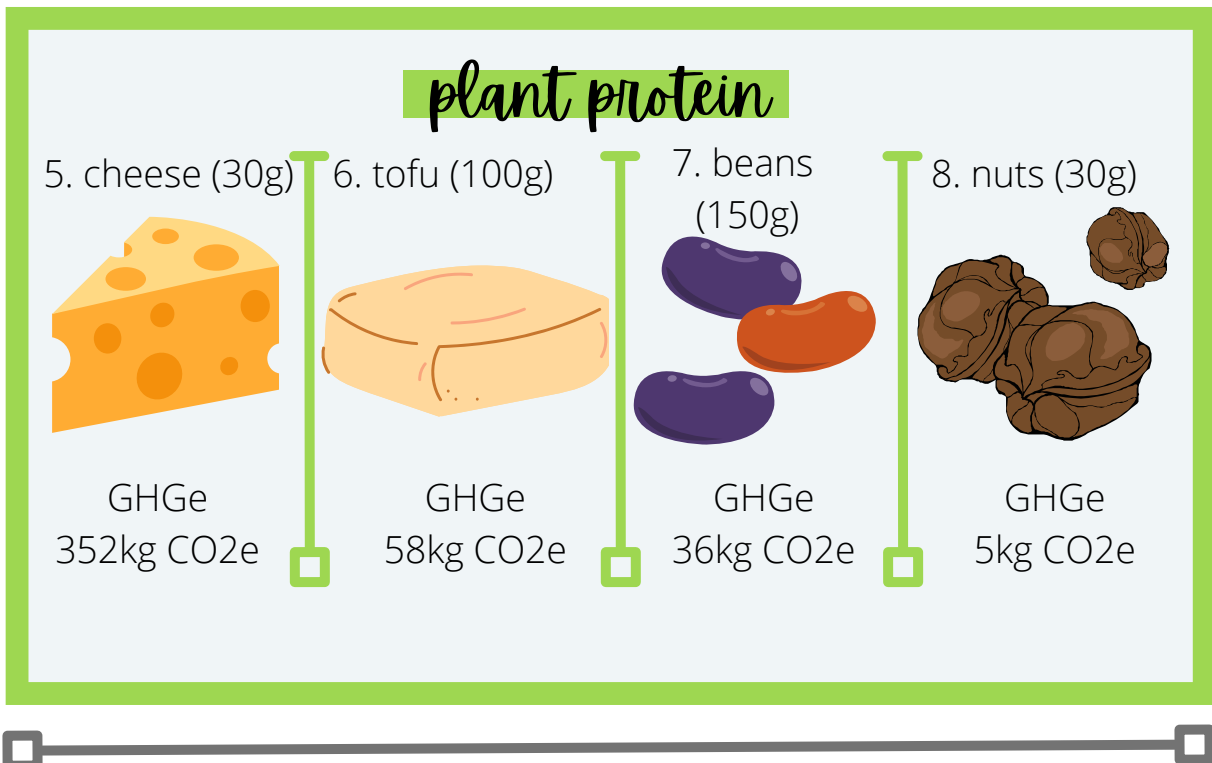 plant protein
5. cheese (30g)
GHGe
352kg CO2e
6. tofu (100g)
GHGe
58kg CO2e
7. beans
(150g)
GHGe
36kg CO2e
8. nuts (30g)
GHGe
5kg CO2e